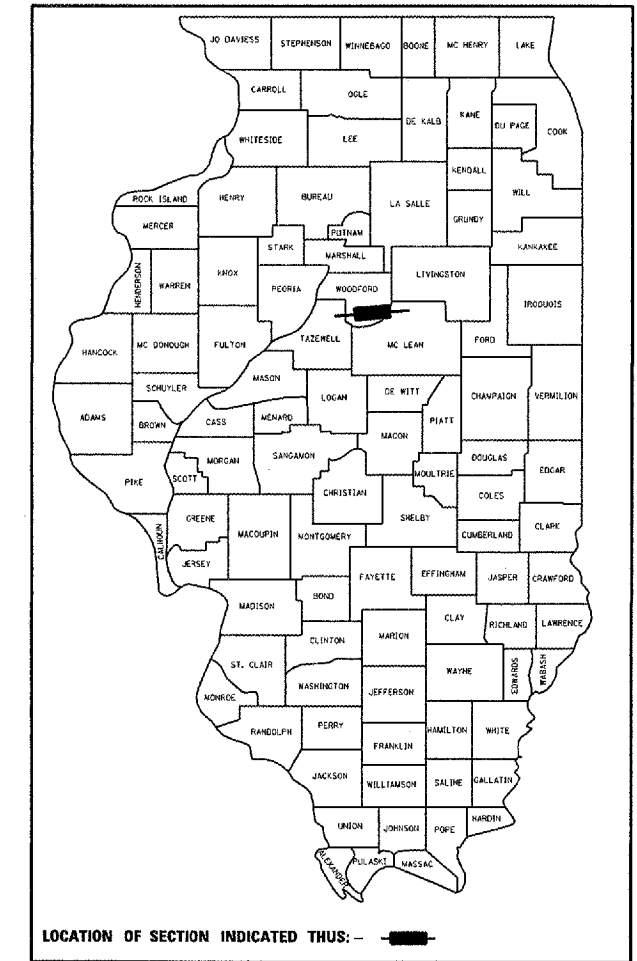 JO DAVIESS STEPHENSON WINNEBAGO BOONE MC HENRY LAKE
CARROLL OGLE DE KALB KANE DU PAGE COOK
WHITESIDE LEE
KENDALL WILL
ROCK ISLAND HENRY BUREAU LA SALLE GRUNDY
MERCER PUTNAM
STARK MARSHALL KANKAKEE
HENDERSON WARREN KNOX PEORIA WOODFORD LIVINGSTON IROQUOIS
HANCOCK MC DONOUGH FULTON TAZEWELL MC LEAN FORD
SCHUYLER MASON LOGAN DE WITT CHAMPAIGN VERMILION
ADAMS BROWN CASS MENARD PIATT
MACON
PIKE SCOTT MORGAN SANGAMON MOULTRIE DOUGLAS EDGAR
CHRISTIAN COLES
CALHOUN GREENE MACOUPIN MONTGOMERY SHELBY CUMBERLAND CLARK
JERSEY FAYETTE EFFINGHAM JASPER CRAWFORD
MADISON BOND
CLAY RICHLAND LAWRENCE
CLINTON MARION
ST. CLAIR WAYNE EDWARDS WABASH
MONROE WASHINGTON JEFFERSON
RANDOLPH PERRY HAMILTON WHITE
FRANKLIN
JACKSON WILLIAMSON SALINE GALLATIN
UNION JOHNSON POPE HARDIN
ALEXANDER PULASKI MASSAC
LOCATION OF SECTION INDICATED THUS:–